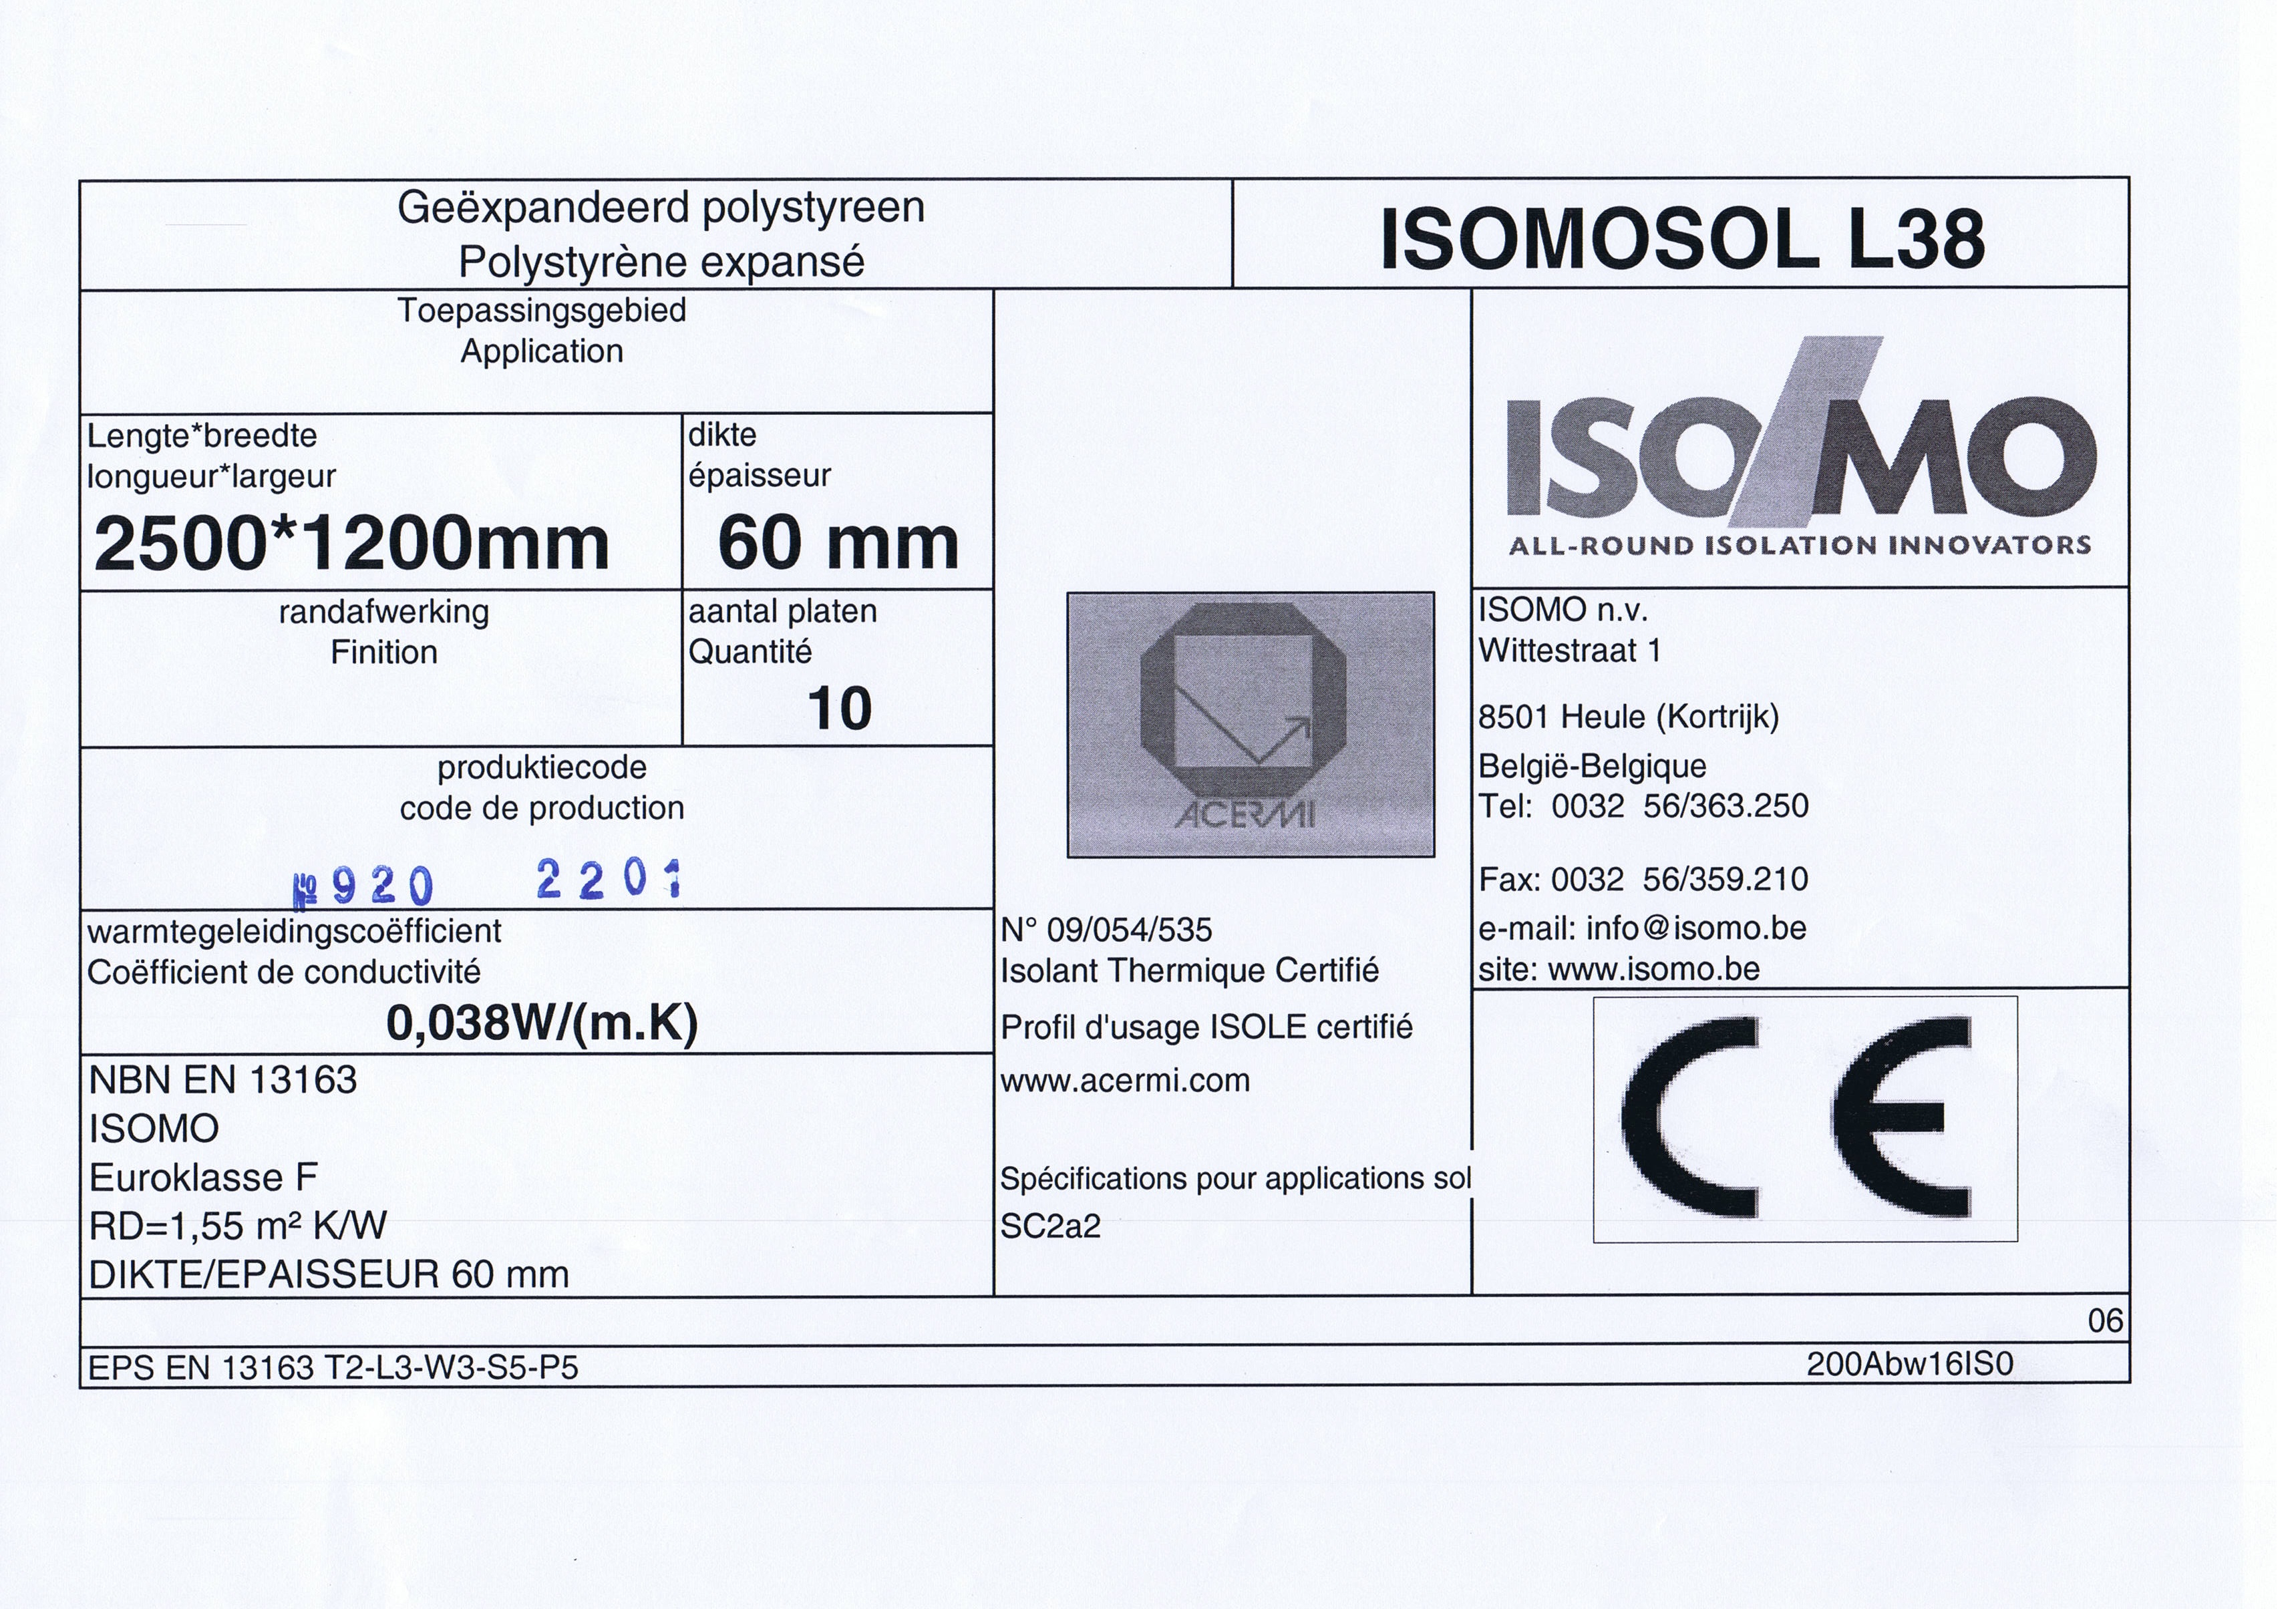 Geëxpandeerd polystyreen
Polystyrène expansé
ISOMOSOL L38
Toepassingsgebied
Application
Lengte*breedte
longueur*largeur
2500*1200mm
dikte
épaisseur
60 mm
randafwerking
Finition
aantal platen
Quantité
10
produktiecode
code de production
№ 920 2201
warmtegeleidingscoëfficient
Coëfficient de conductivité
0,038W/(m.K)
NBN EN 13163
ISOMO
Euroklasse F
RD=1,55 m² K/W
DIKTE/EPAISSEUR 60 mm
ACERMI
N° 09/054/535
Isolant Thermique Certifié
Profil d'usage ISOLE certifié
www.acermi.com
Spécifications pour applications sol
SC2a2
ISOMO
ALL-ROUND ISOLATION INNOVATORS
ISOMO n.v.
Wittestraat 1
8501 Heule (Kortrijk)
België-Belgique
Tel: 0032 56/363.250
Fax: 0032 56/359.210
e-mail: info@isomo.be
site: www.isomo.be
CE
06
EPS EN 13163 T2-L3-W3-S5-P5
200Abw16IS0